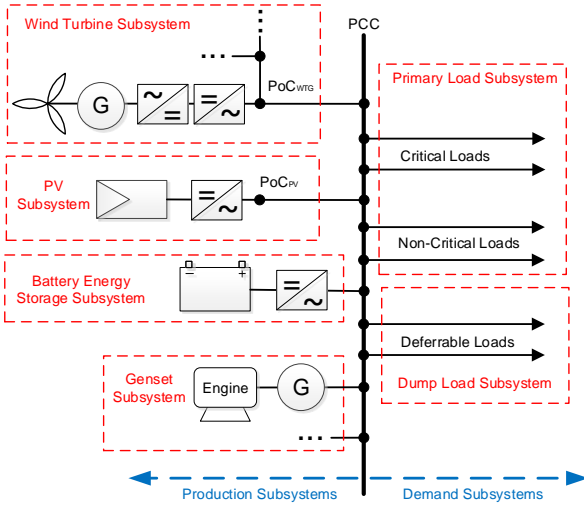 Wind Turbine Subsystem
PCC
G
~
=
=
~
PoCWTG
Primary Load Subsystem
Critical Loads
PV
Subsystem
=
~
PoCPV
Non-Critical Loads
Battery Energy
Storage Subsystem
− +
=
~
Deferrable Loads
Genset
Subsystem
Engine
G
Dump Load Subsystem
Production Subsystems
Demand Subsystems